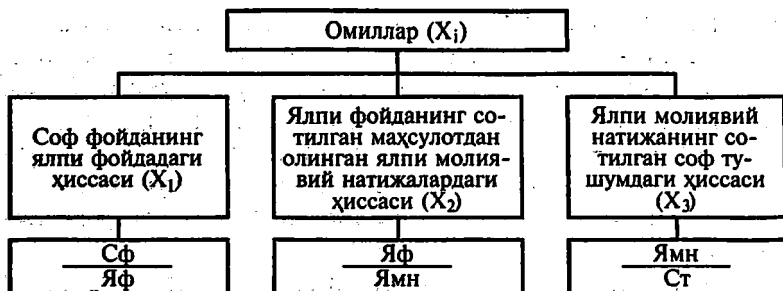 Омиллар (Xi)
Соф фойданинг
ялпи фойдадаги
ҳиссаси (X1)
Ялпи фойданинг со-
тилган маҳсулотдан
олинган ялпи молия-
вий натижалардаги
ҳиссаси (X2)
Ялпи молиявий
натижанинг со-
тилган соф ту-
шумдаги ҳиссаси
(X3)
Сф
Яф
Яф
Ямн
Ямн
Ст